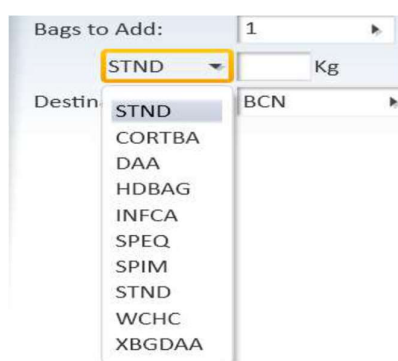 Bags to Add: 1
STND Kg
Destin BCN
STND
CORTBA
DAA
HDBAG
INFCA
SPEQ
SPIM
STND
WCHC
XBGDAA